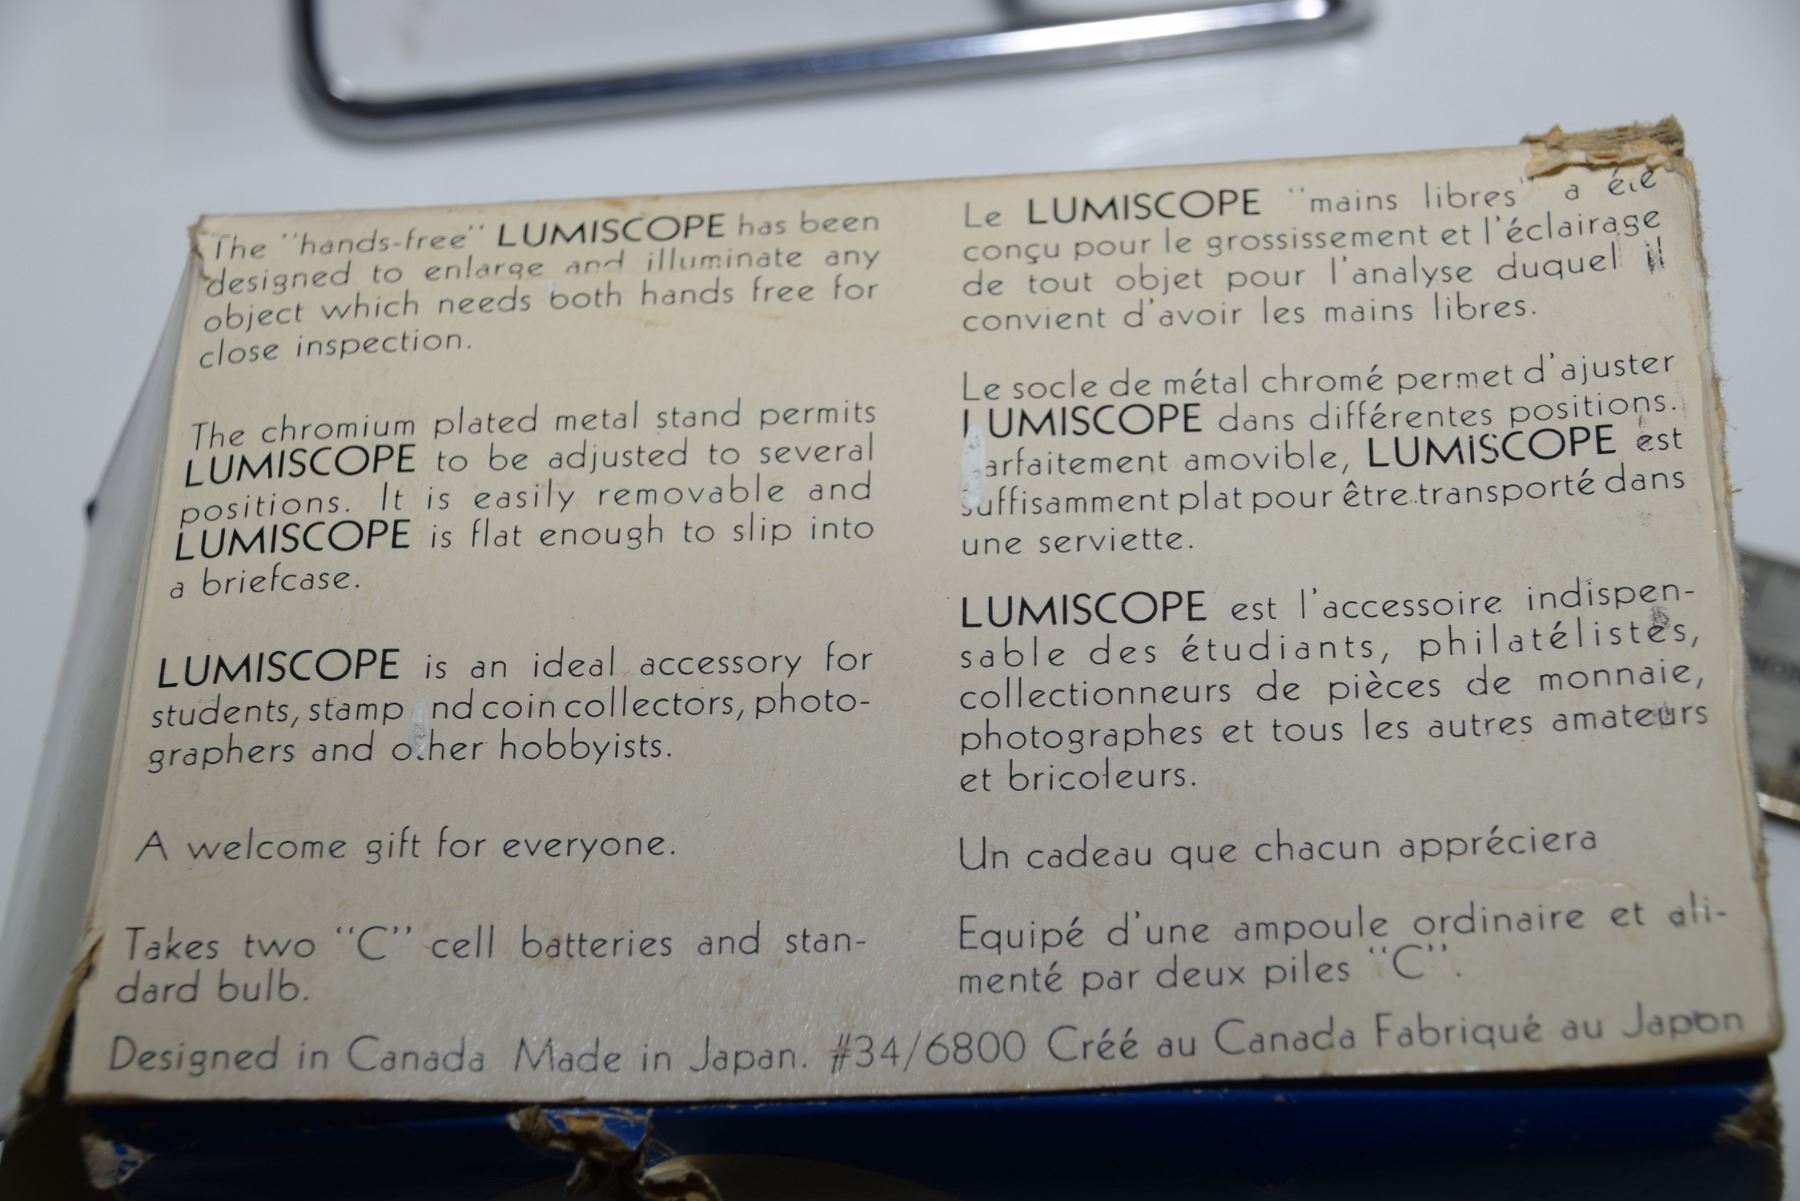 The "hands-free" LUMISCOPE has been
designed to enlarge and illuminate any
object which needs both hands free for
close inspection.
The chromium plated metal stand permits
LUMISCOPE to be adjusted to several
positions. It is easily removable and
LUMISCOPE is flat enough to slip into
a briefcase.
LUMISCOPE is an ideal accessory for
students, stamp and coin collectors, photo-
graphers and other hobbyists.
A welcome gift for everyone.
Takes two "C" cell batteries and stan-
dard bulb.
Le LUMISCOPE "mains libres" a été
conçu pour le grossissement et l'éclairage
de tout objet pour l'analyse duquel il
convient d'avoir les mains libres.
Le socle de métal chromé permet d'ajuster
LUMISCOPE dans différentes positions.
Parfaitement amovible, LUMISCOPE est
suffisamment plat pour être transporté dans
une serviette.
LUMISCOPE est l'accessoire indispen-
sable des étudiants, philatélistes,
collectionneurs de pièces de monnaie,
photographes et tous les autres amateurs
et bricoleurs.
Un cadeau que chacun appréciera
Equipé d'une ampoule ordinaire et ali-
menté par deux piles "C".
Designed in Canada Made in Japan. #34/6800 Créé au Canada Fabriqué au Japon